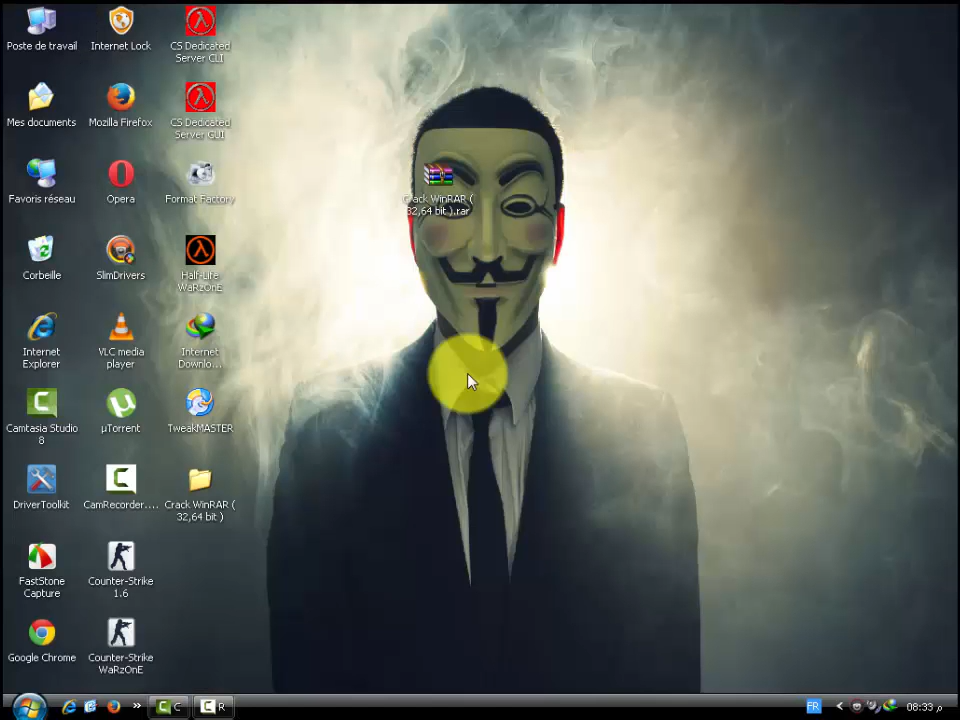 Poste de travail
Internet Lock
CS Dedicated
Server CLI
Mes documents
Mozilla Firefox
CS Dedicated
Server GUI
Favoris réseau
Opera
Format Factory
Crack WinRAR (
32,64 bit ).rar
Corbeille
SlimDrivers
Half-Life
WaRzOnE
Internet
Explorer
VLC media
player
Internet
Downlo...
Camtasia Studio
8
µTorrent
TweakMASTER
DriverToolkit
CamRecorder....
Crack WinRAR (
32,64 bit )
FastStone
Capture
Counter-Strike
1.6
Google Chrome
Counter-Strike
WaRzOnE
C
R
FR
08:33 م